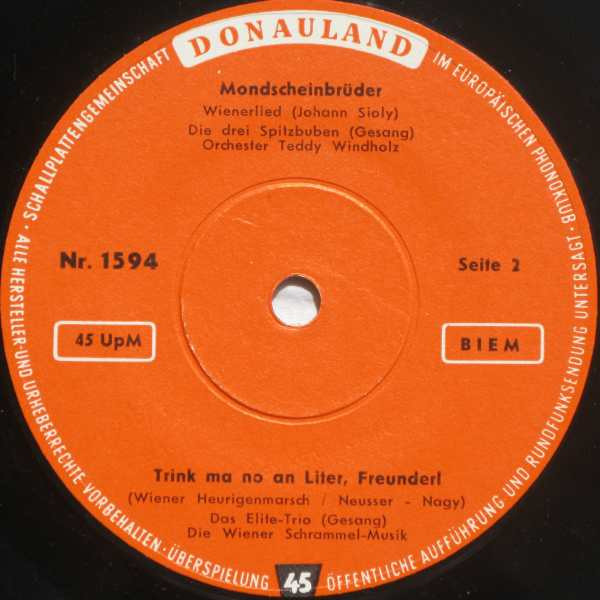 DONAULAND
SCHALLPLATTENGEMEINSCHAFT
IM EUROPÄISCHEN PHONOKLUB ·
Mondscheinbrüder
Wienerlied (Johann Sioly)
Die drei Spitzbuben (Gesang)
Orchester Teddy Windholz
Nr. 1594
Seite 2
45 UpM
BIEM
Trink ma no an Liter, Freunderl
(Wiener Heurigenmarsch / Neusser - Nagy)
Das Elite-Trio (Gesang)
Die Wiener Schrammel-Musik
· ALLE HERSTELLER- UND URHEBERRECHTE VORBEHALTEN · ÜBERSPIELUNG
45
ÖFFENTLICHE AUFFÜHRUNG UND RUNDFUNKSENDUNG UNTERSAGT ·